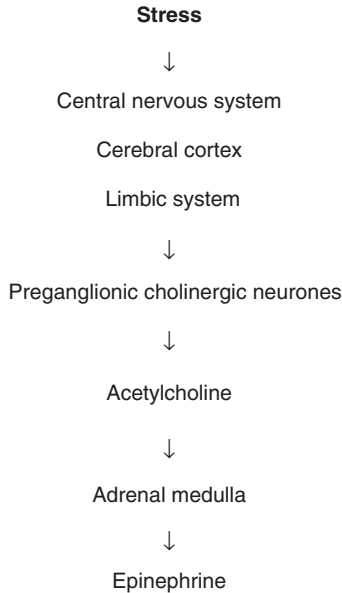 Stress
↓
Central nervous system
Cerebral cortex
Limbic system
↓
Preganglionic cholinergic neurones
↓
Acetylcholine
↓
Adrenal medulla
↓
Epinephrine